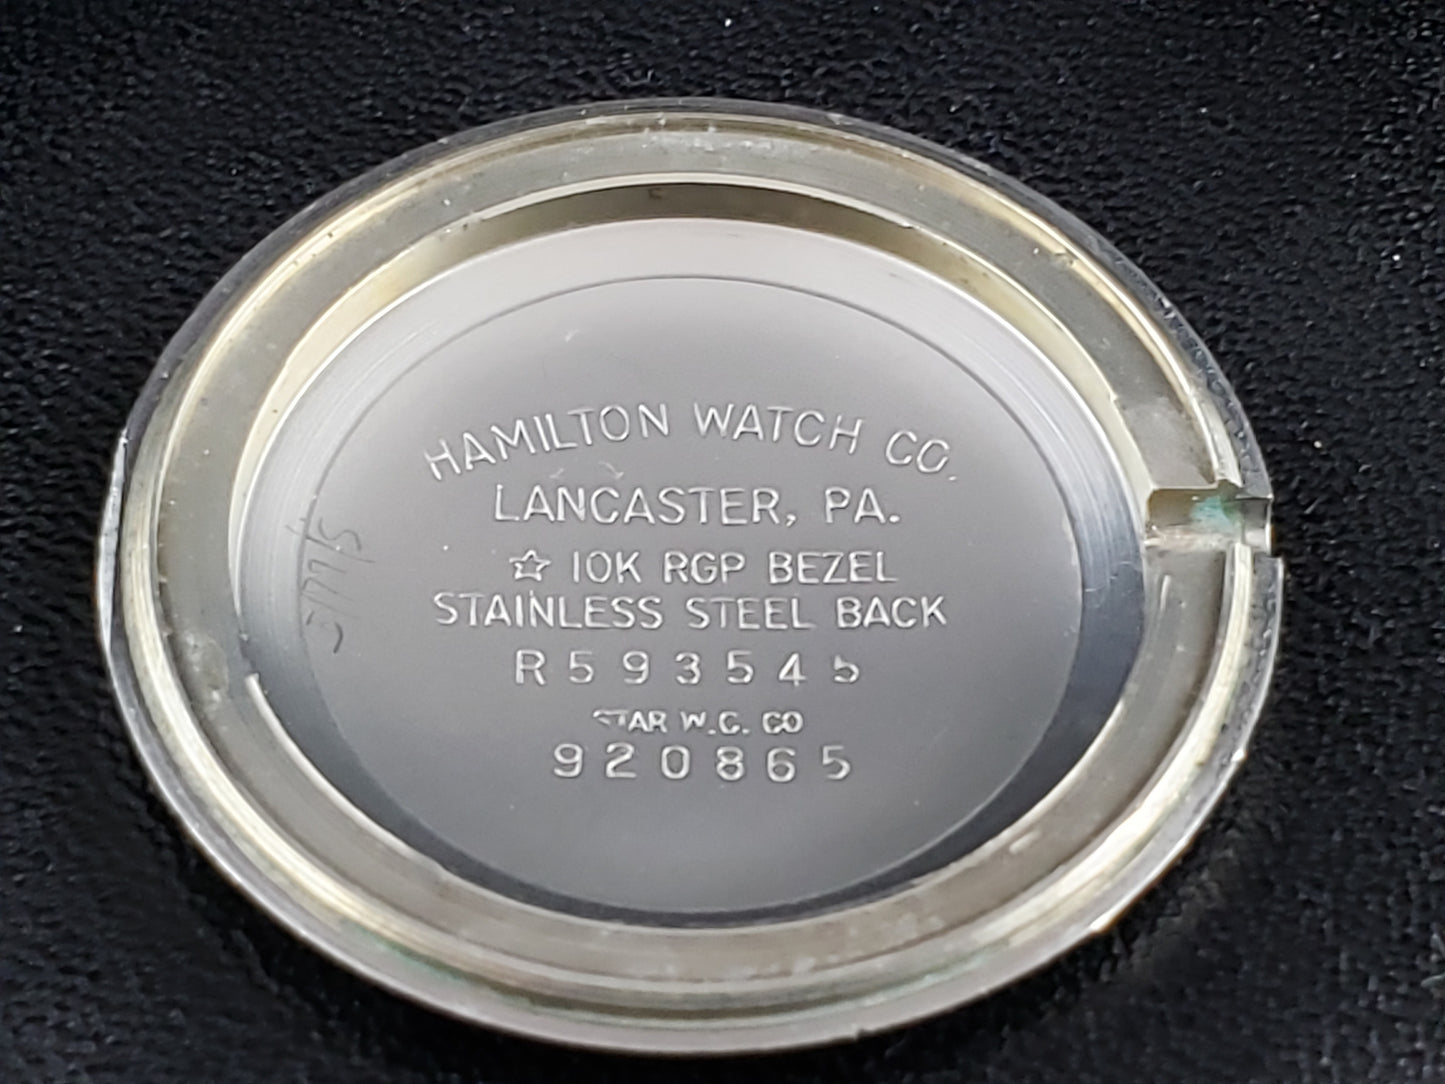 HAMILTON WATCH CO.
LANCASTER, PA.
☆ 10K RGP BEZEL
STAINLESS STEEL BACK
R593545
STAR W.C. CO
920865